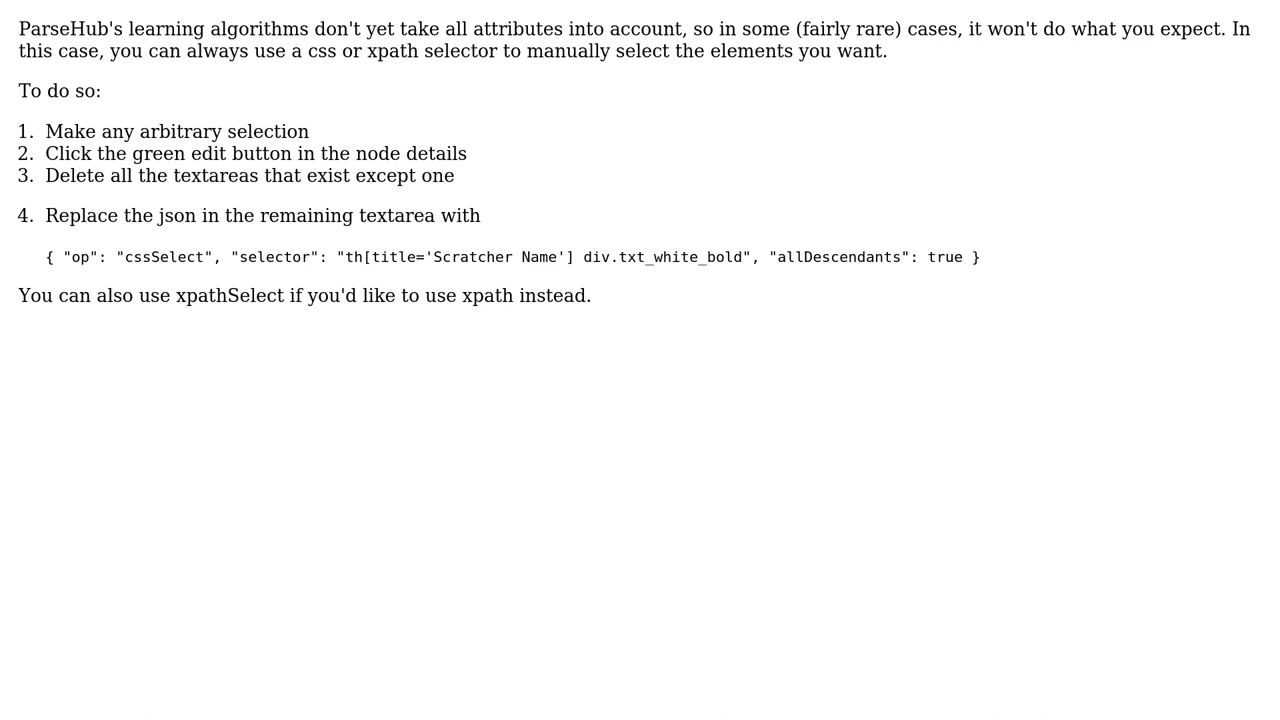 ParseHub's learning algorithms don't yet take all attributes into account, so in some (fairly rare) cases, it won't do what you expect. In
this case, you can always use a css or xpath selector to manually select the elements you want.
To do so:
1. Make any arbitrary selection
2. Click the green edit button in the node details
3. Delete all the textareas that exist except one
4. Replace the json in the remaining textarea with
{ "op": "cssSelect", "selector": "th[title='Scratcher Name'] div.txt_white_bold", "allDescendants": true }
You can also use xpathSelect if you'd like to use xpath instead.